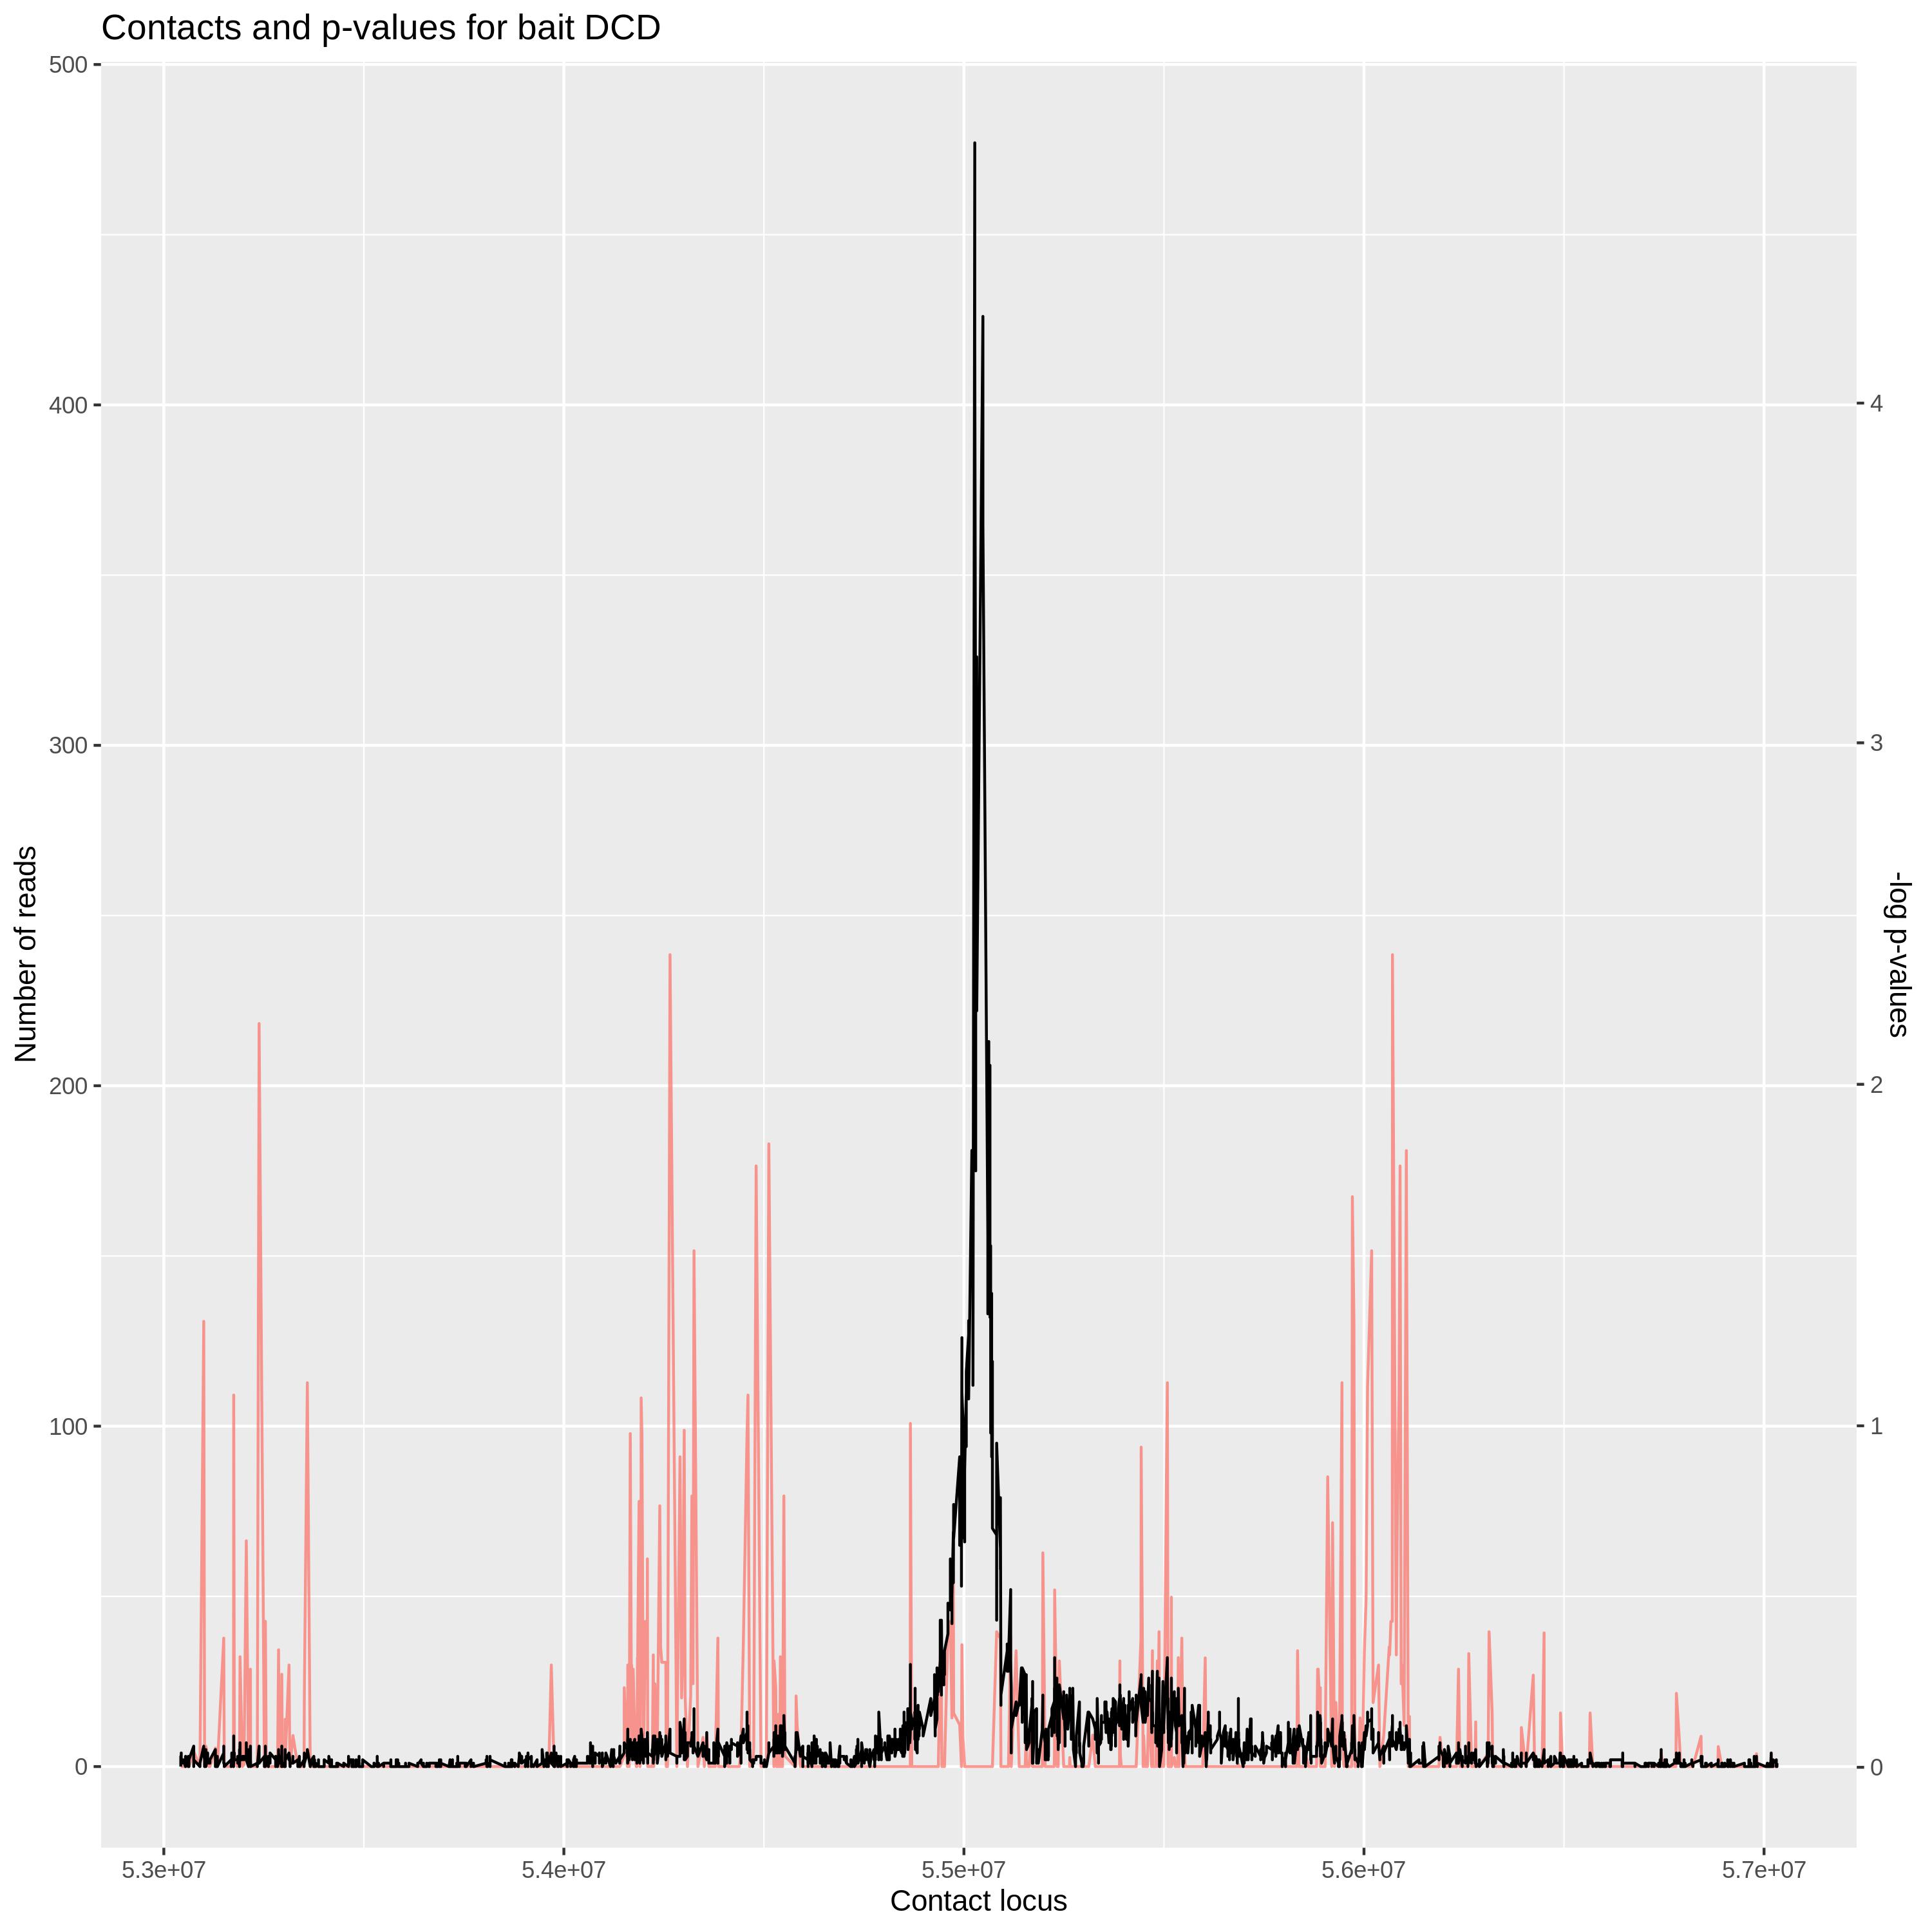 Contacts and p-values for bait DCD
500
400
300
200
100
0
Number of reads
4
3
2
1
0
-log p-values
5.3e+07
5.4e+07
5.5e+07
5.6e+07
5.7e+07
Contact locus